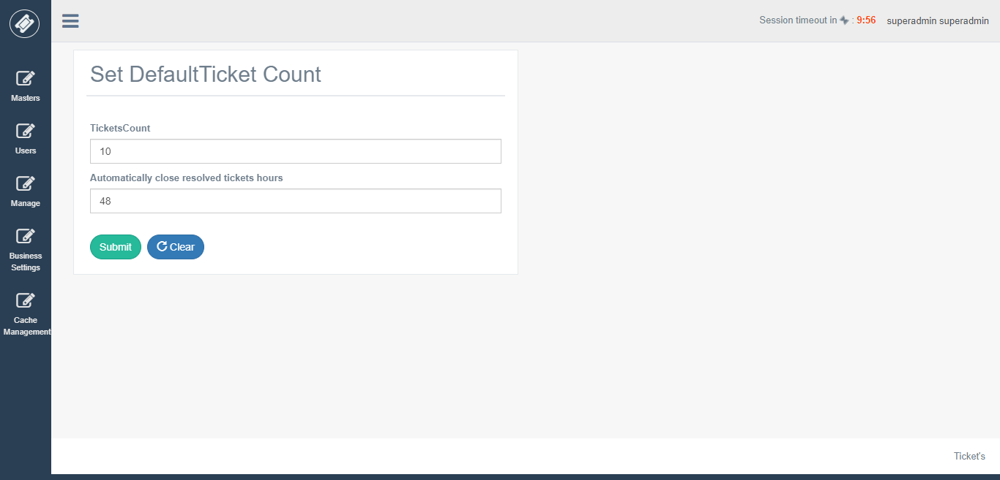 Session timeout in : 9:56 superadmin superadmin
Masters
Users
Manage
Business
Settings
Cache
Management
Set DefaultTicket Count
TicketsCount
10
Automatically close resolved tickets hours
48
Submit Clear
Ticket's